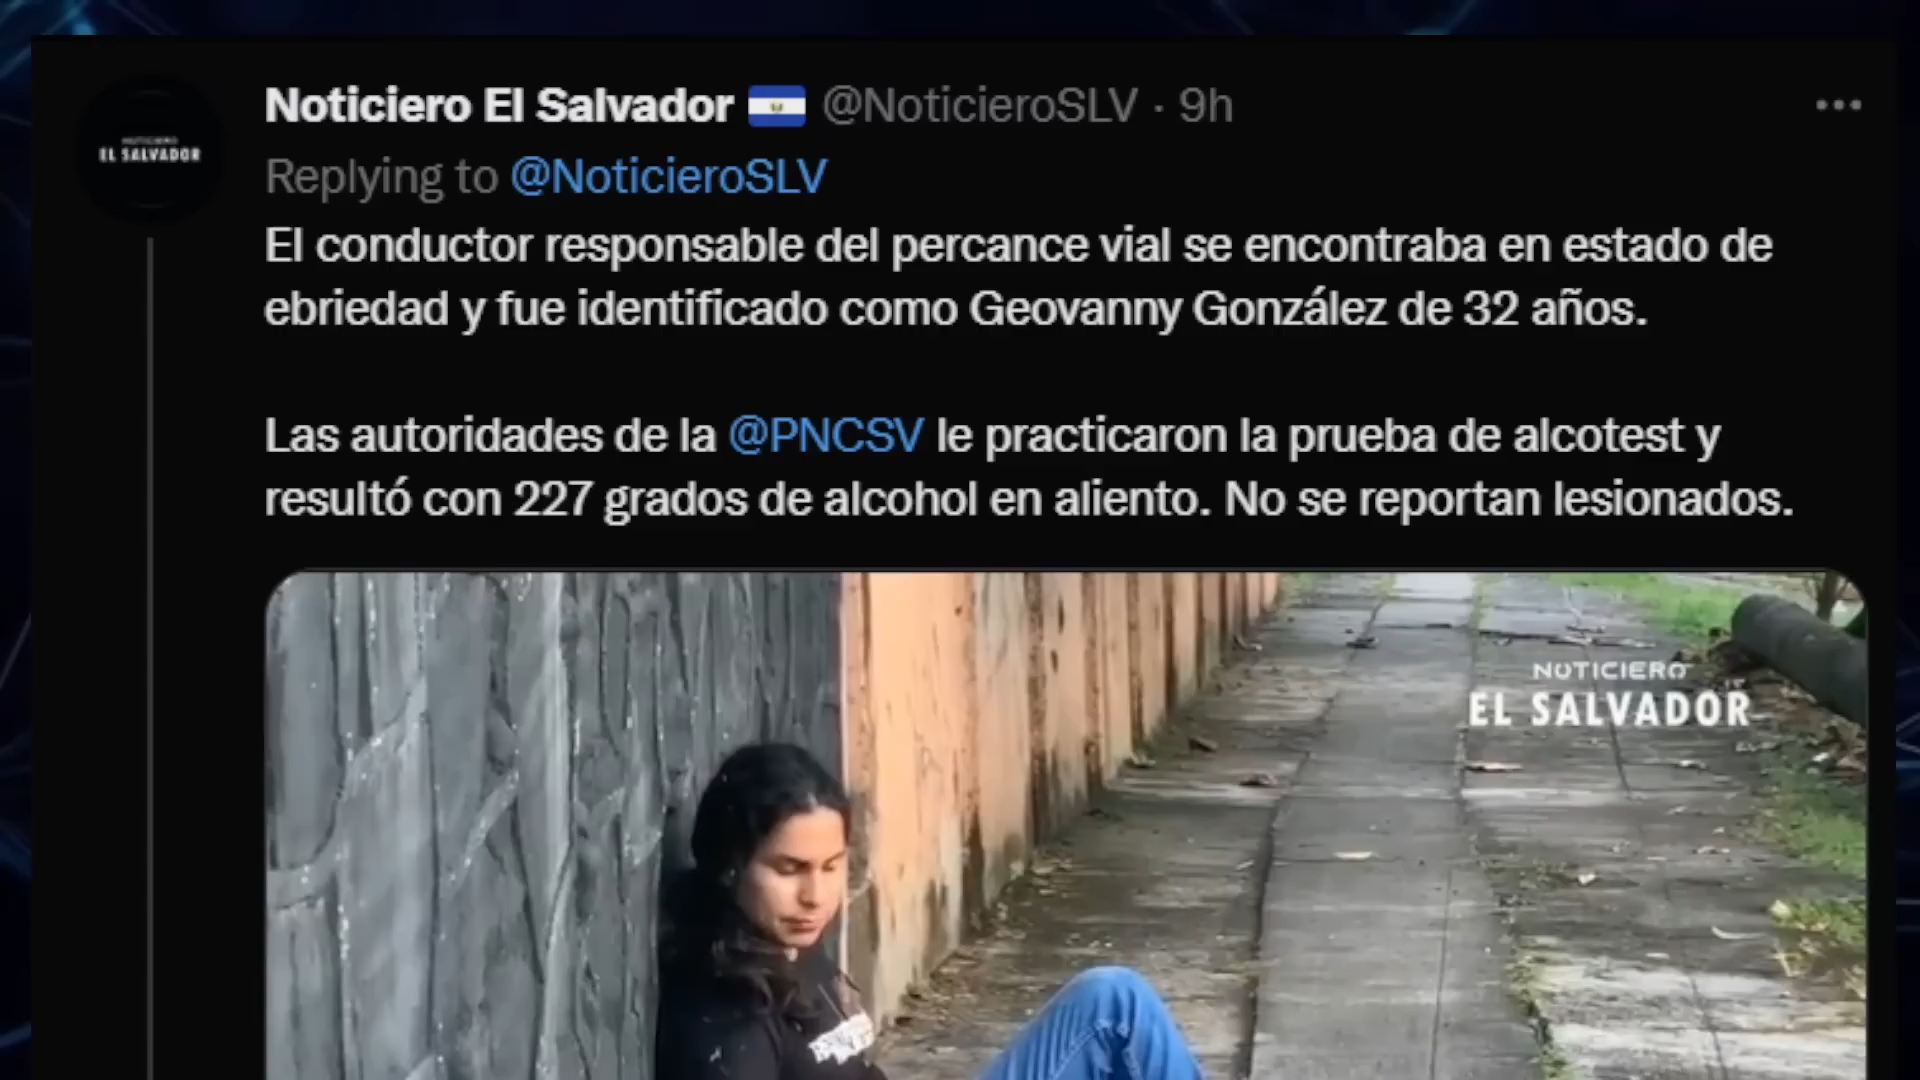 Noticiero El Salvador @NoticieroSLV · 9h
NOTICIERO
EL SALVADOR
Replying to @NoticieroSLV
El conductor responsable del percance vial se encontraba en estado de
ebriedad y fue identificado como Geovanny González de 32 años.
Las autoridades de la @PNCSV le practicaron la prueba de alcotest y
resultó con 227 grados de alcohol en aliento. No se reportan lesionados.
NOTICIERO
EL SALVADOR